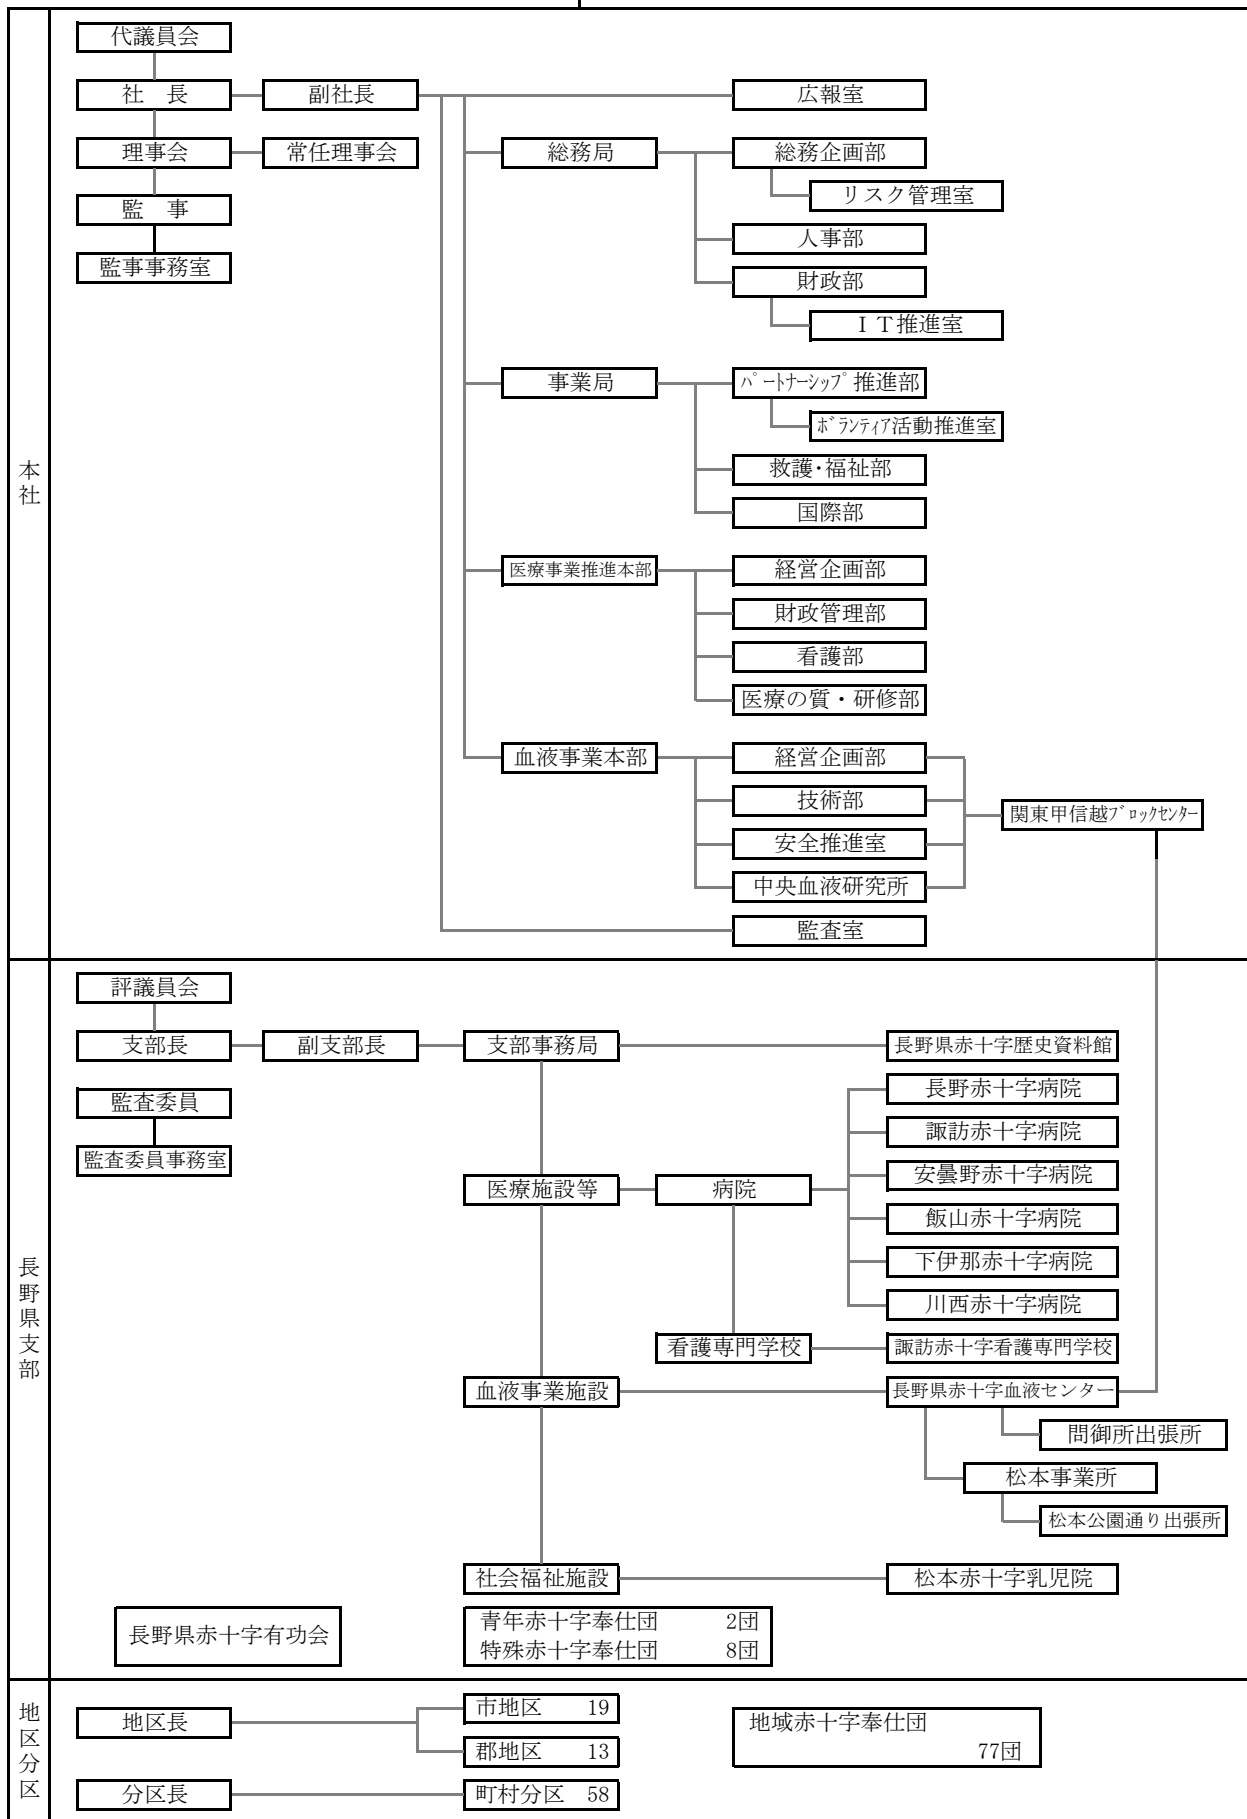 本社
代議員会
社　長
副社長
広報室
理事会
常任理事会
総務局
総務企画部
リスク管理室
監　事
人事部
監事事務室
財政部
ＩＴ推進室
事業局
ﾊﾟｰﾄﾅｰｼｯﾌﾟ推進部
ﾎﾞﾗﾝﾃｨｱ活動推進室
救護・福祉部
国際部
医療事業推進本部
経営企画部
財政管理部
看護部
医療の質・研修部
血液事業本部
経営企画部
技術部
関東甲信越ﾌﾞﾛｯｸｾﾝﾀｰ
安全推進室
中央血液研究所
監査室
長野県支部
評議員会
支部長
副支部長
支部事務局
長野県赤十字歴史資料館
監査委員
長野赤十字病院
諏訪赤十字病院
監査委員事務室
安曇野赤十字病院
医療施設等
病院
飯山赤十字病院
下伊那赤十字病院
川西赤十字病院
看護専門学校
諏訪赤十字看護専門学校
血液事業施設
長野県赤十字血液センター
問御所出張所
松本事業所
松本公園通り出張所
社会福祉施設
松本赤十字乳児院
長野県赤十字有功会
青年赤十字奉仕団　2団
特殊赤十字奉仕団　8団
地区分区
地区長
市地区　19
郡地区　13
地域赤十字奉仕団
77団
分区長
町村分区　58